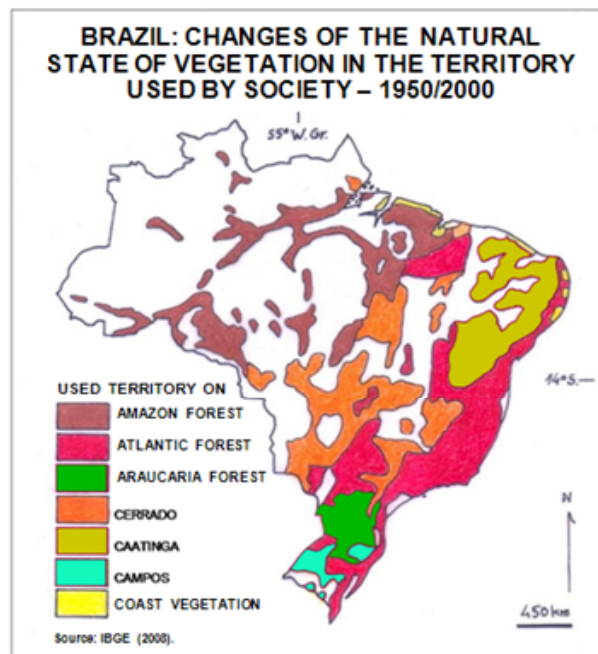 BRAZIL: CHANGES OF THE NATURAL
STATE OF VEGETATION IN THE TERRITORY
USED BY SOCIETY – 1950/2000
55° W. Gr.
14° S.
USED TERRITORY ON
AMAZON FOREST
ATLANTIC FOREST
ARAUCARIA FOREST
CERRADO
CAATINGA
CAMPOS
COAST VEGETATION
N
450 km
Source: IBGE (2008).